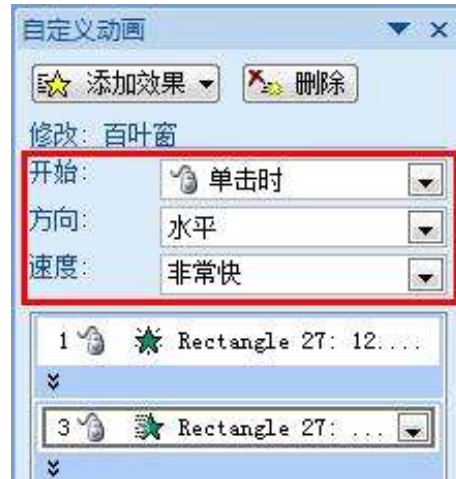 自定义动画
添加效果 删除
修改: 百叶窗
开始: 单击时
方向: 水平
速度: 非常快
1 Rectangle 27: 12....
3 Rectangle 27: ...